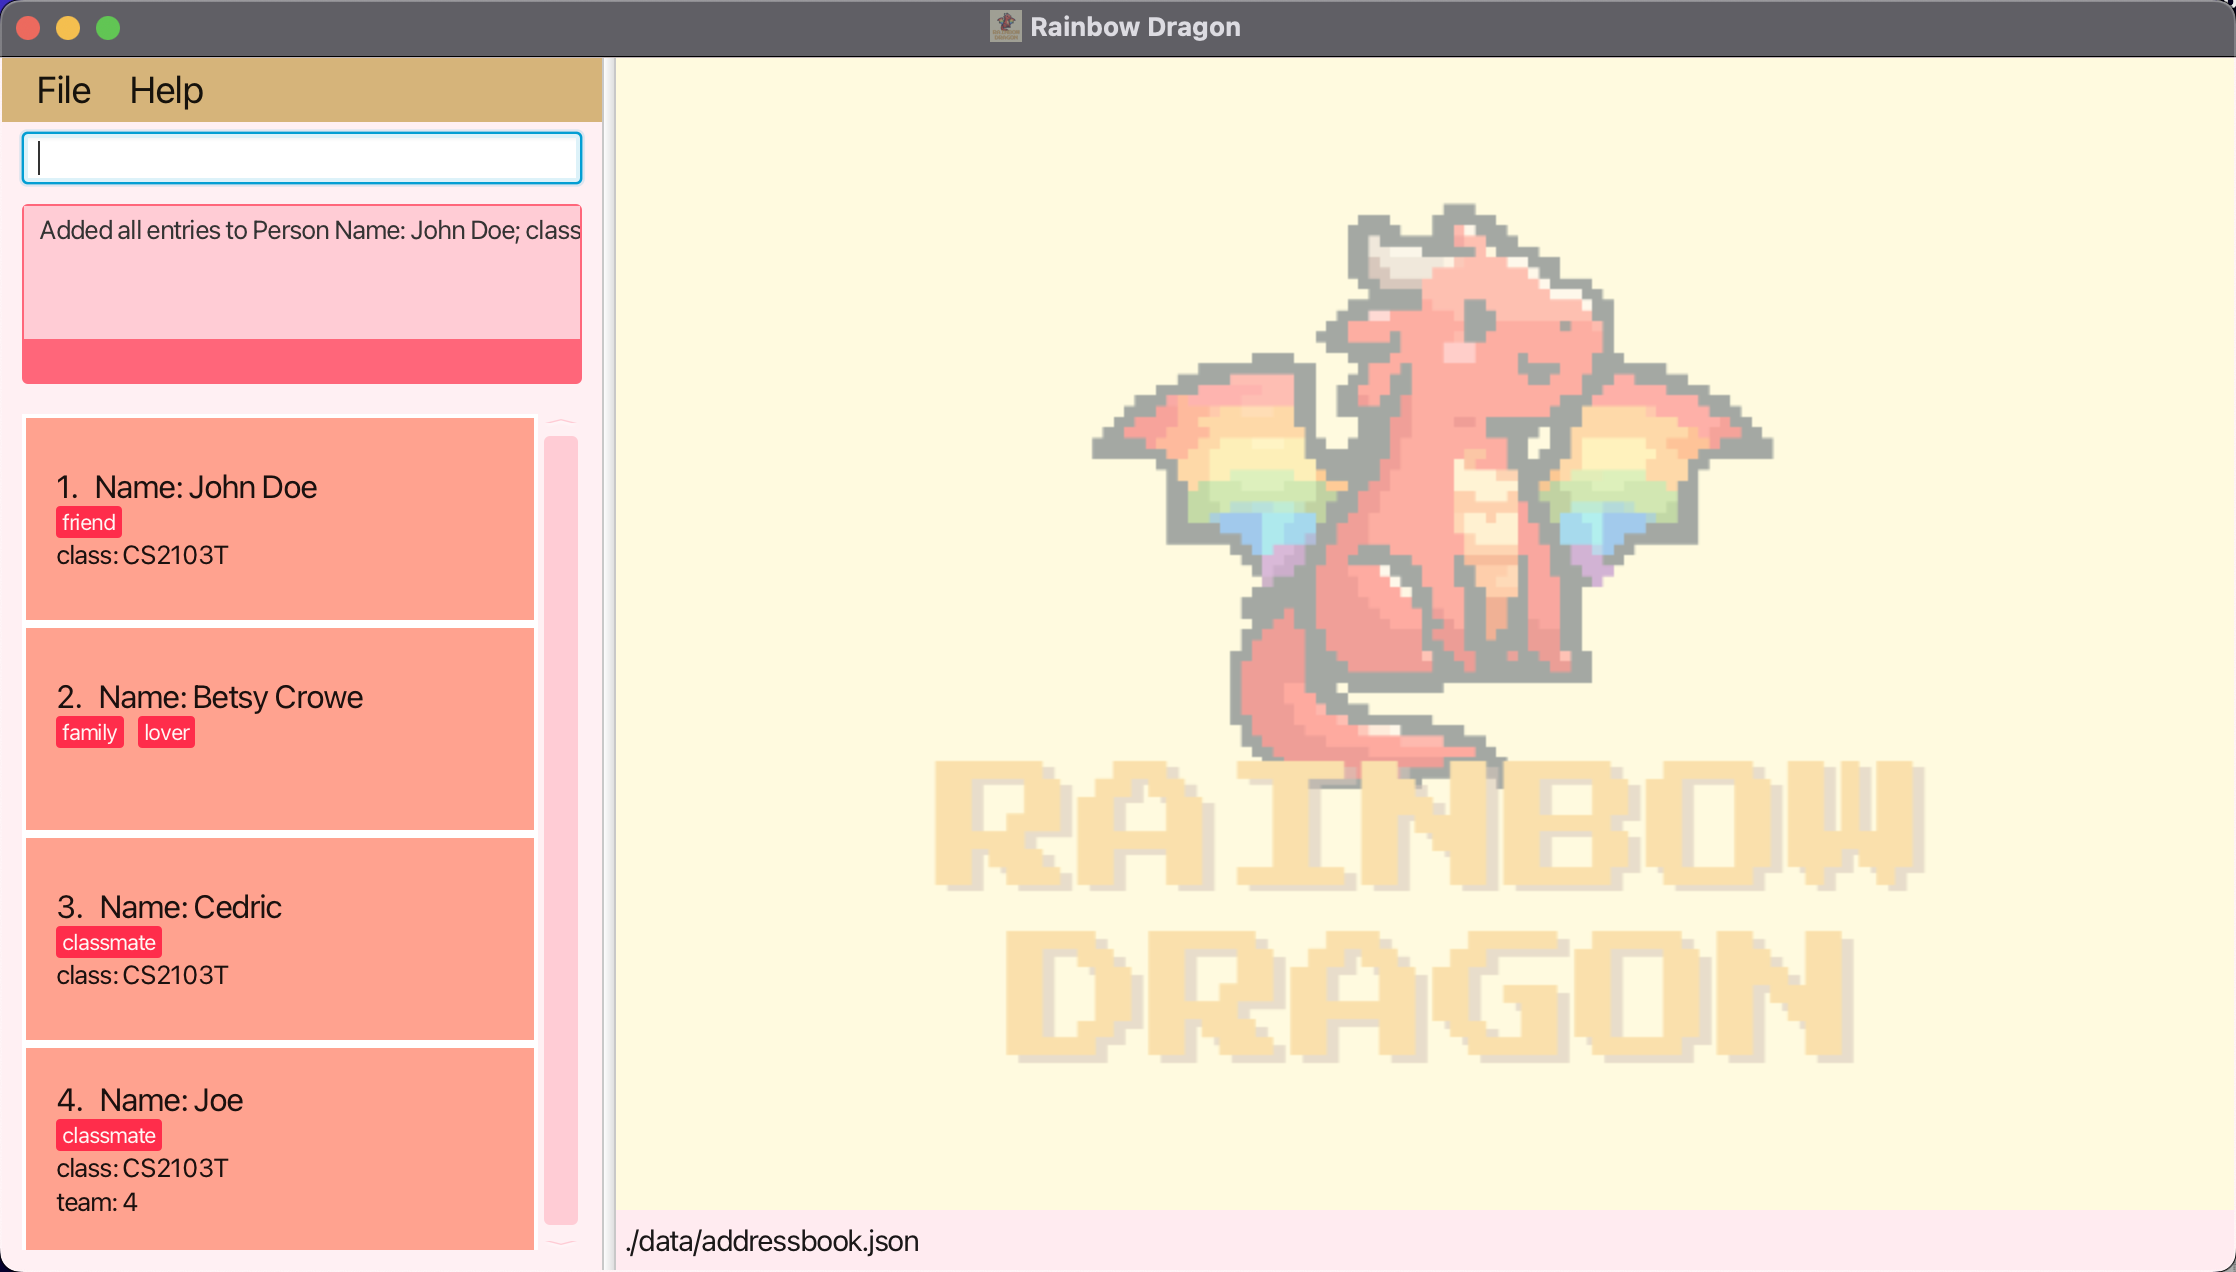 Rainbow Dragon
File Help
Added all entries to Person Name: John Doe; class
1. Name: John Doe
friend
class: CS2103T
2. Name: Betsy Crowe
family lover
3. Name: Cedric
classmate
class: CS2103T
4. Name: Joe
classmate
class: CS2103T
team: 4
RAINBOW
DRAGON
./data/addressbook.json